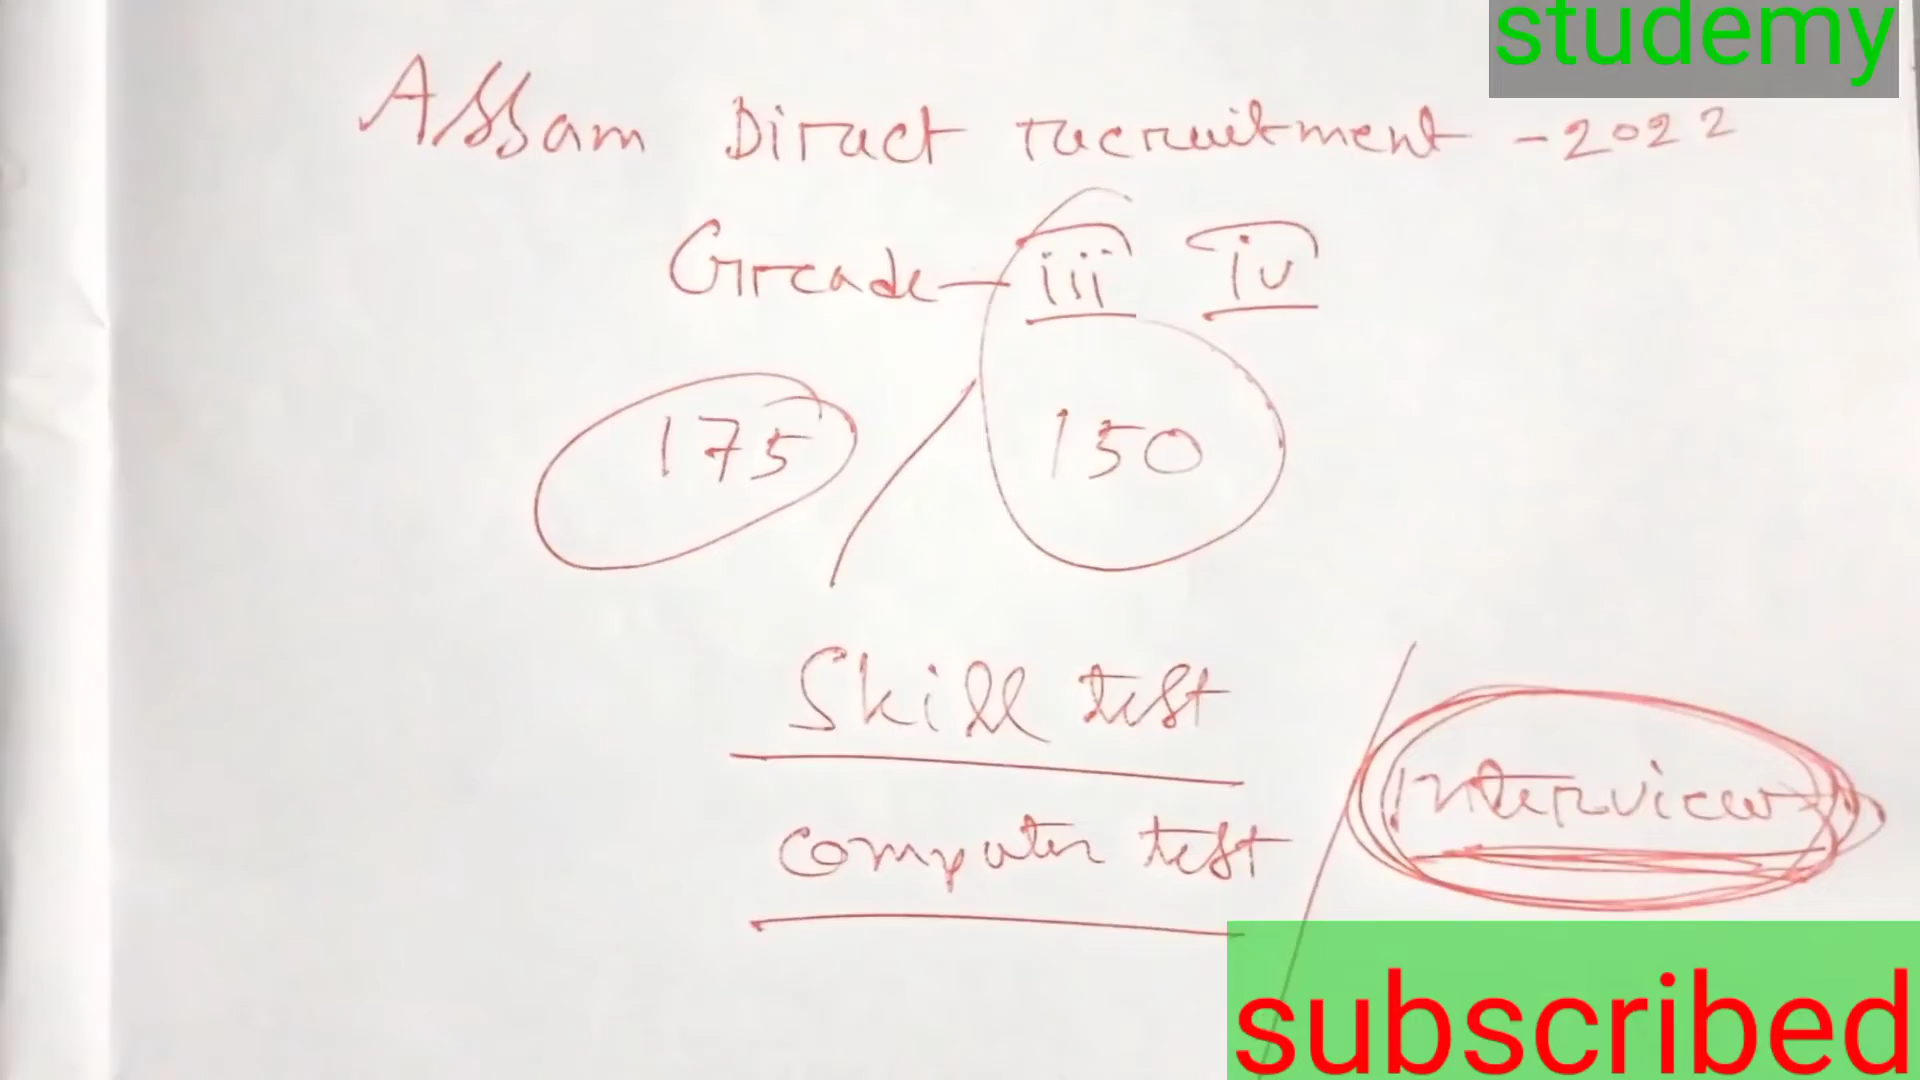 studemy
Assam Direct recruitment - 2022
Grade - iii iv
175 / 150
Skill test
Interview
computer test
subscribed